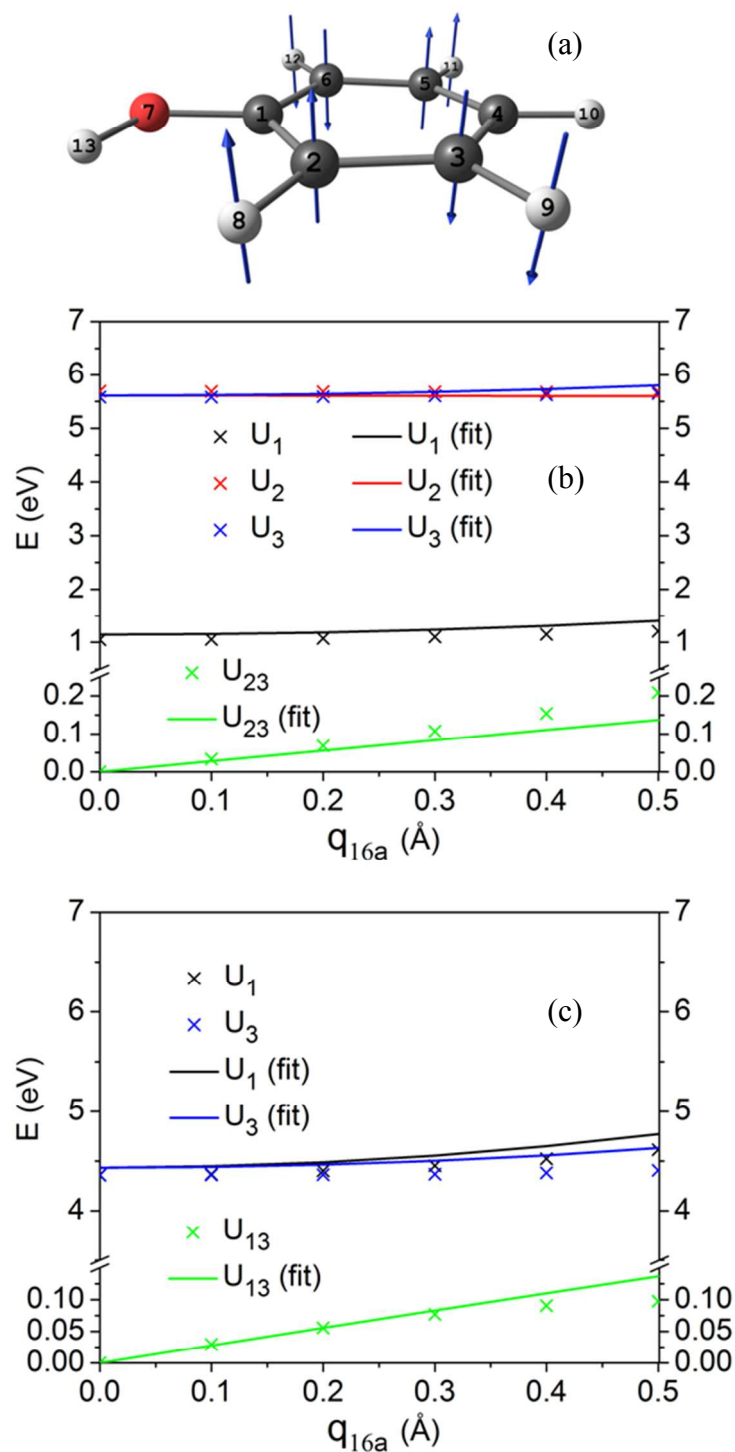 (a)
12
11
6
5
7
1
4
10
13
2
3
8
9
7
6
5
4
3
2
1
0.2
0.1
0.0
E (eV)
U1 U1 (fit)
U2 U2 (fit)
U3 U3 (fit)
(b)
U23
U23 (fit)
7
6
5
4
3
2
1
0.2
0.1
0.0
0.0 0.1 0.2 0.3 0.4 0.5
q16a (Å)
7
6
5
4
0.10
0.05
0.00
E (eV)
U1
U3
U1 (fit)
U3 (fit)
(c)
U13
U13 (fit)
7
6
5
4
0.10
0.05
0.00
0.0 0.1 0.2 0.3 0.4 0.5
q16a (Å)